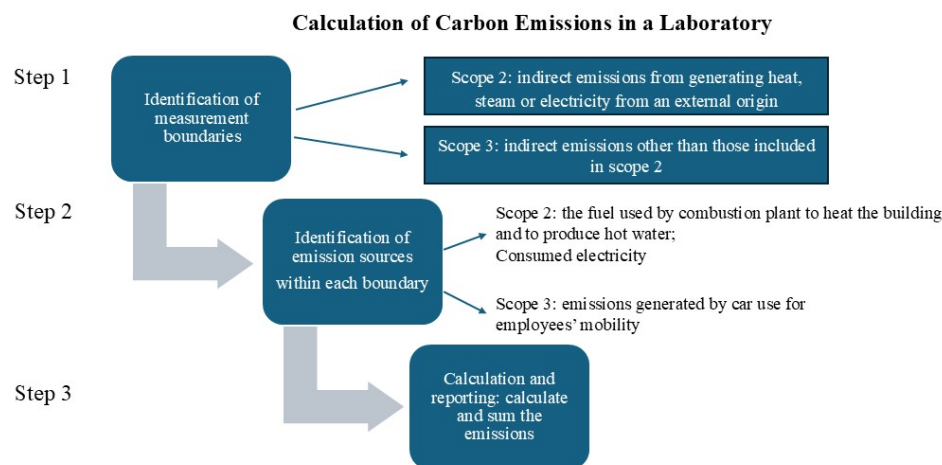 Calculation of Carbon Emissions in a Laboratory
Step 1
Identification of
measurement
boundaries
Scope 2: indirect emissions from generating heat,
steam or electricity from an external origin
Scope 3: indirect emissions other than those included
in scope 2
Step 2
Identification of
emission sources
within each boundary
Scope 2: the fuel used by combustion plant to heat the building
and to produce hot water;
Consumed electricity
Scope 3: emissions generated by car use for
employees’ mobility
Step 3
Calculation and
reporting: calculate
and sum the
emissions